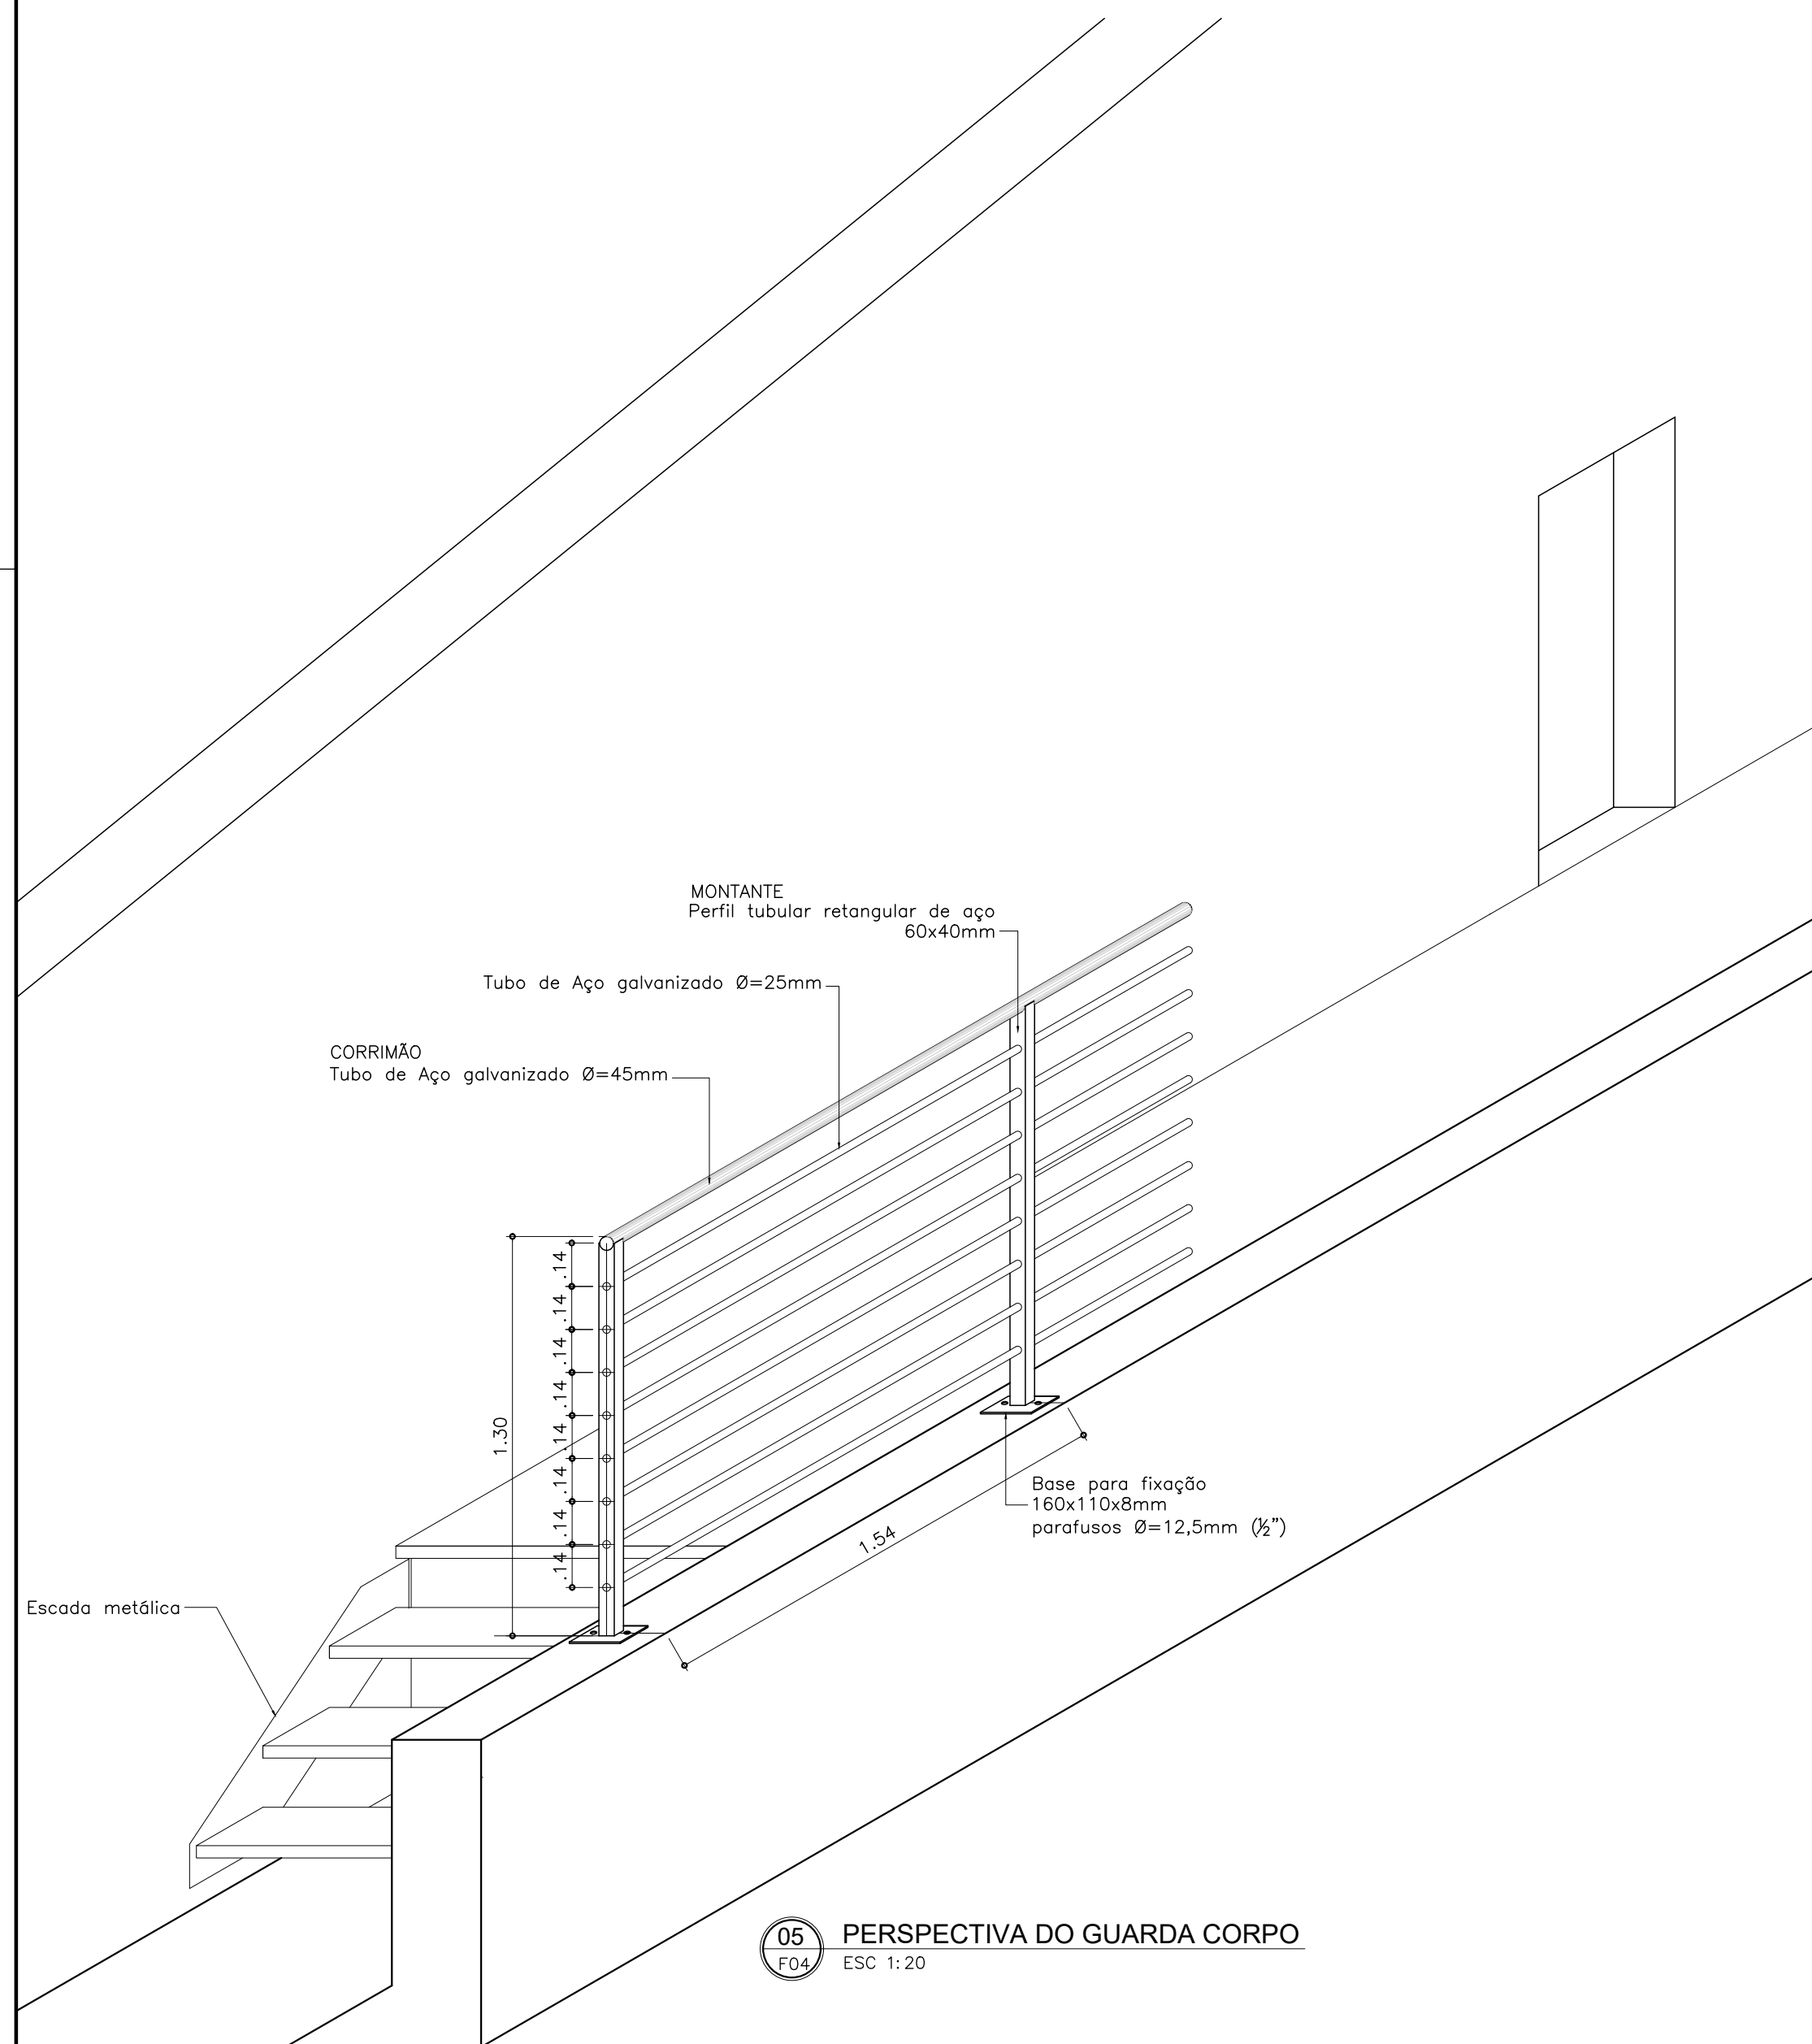 MONTANTE
Perfil tubular retangular de aço
60x40mm
Tubo de Aço galvanizado Ø=25mm
CORRIMÃO
Tubo de Aço galvanizado Ø=45mm
.14
.14
.14
.14
.14
.14
.14
.14
1.30
1.54
Base para fixação
160x110x8mm
parafusos Ø=12,5mm (½")
Escada metálica
05
F04
PERSPECTIVA DO GUARDA CORPO
ESC 1:20